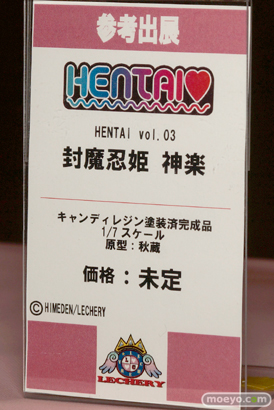 参考出展
HENTAI
HENTAI vol.03
封魔忍姫 神楽
キャンディレジン塗装済完成品
1/7スケール
原型：秋蔵
価格：未定
©HIMEDEN/LECHERY
LECHERY
moeyo.com